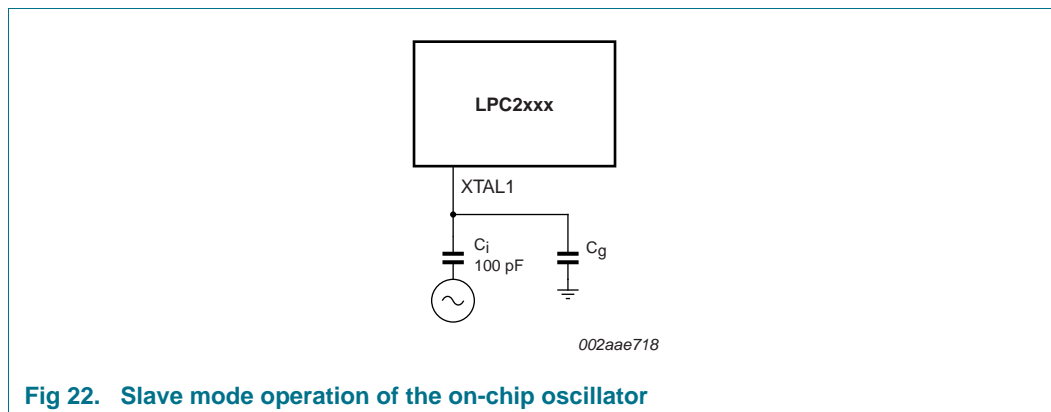 LPC2xxx
XTAL1
Ci
100 pF
Cg
002aae718
Fig 22. Slave mode operation of the on-chip oscillator